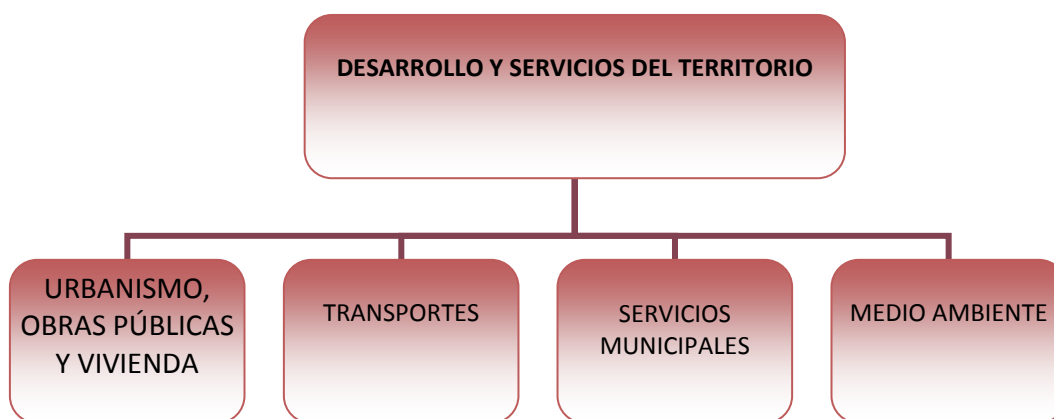 DESARROLLO Y SERVICIOS DEL TERRITORIO
URBANISMO,
OBRAS PÚBLICAS
Y VIVIENDA
TRANSPORTES
SERVICIOS
MUNICIPALES
MEDIO AMBIENTE